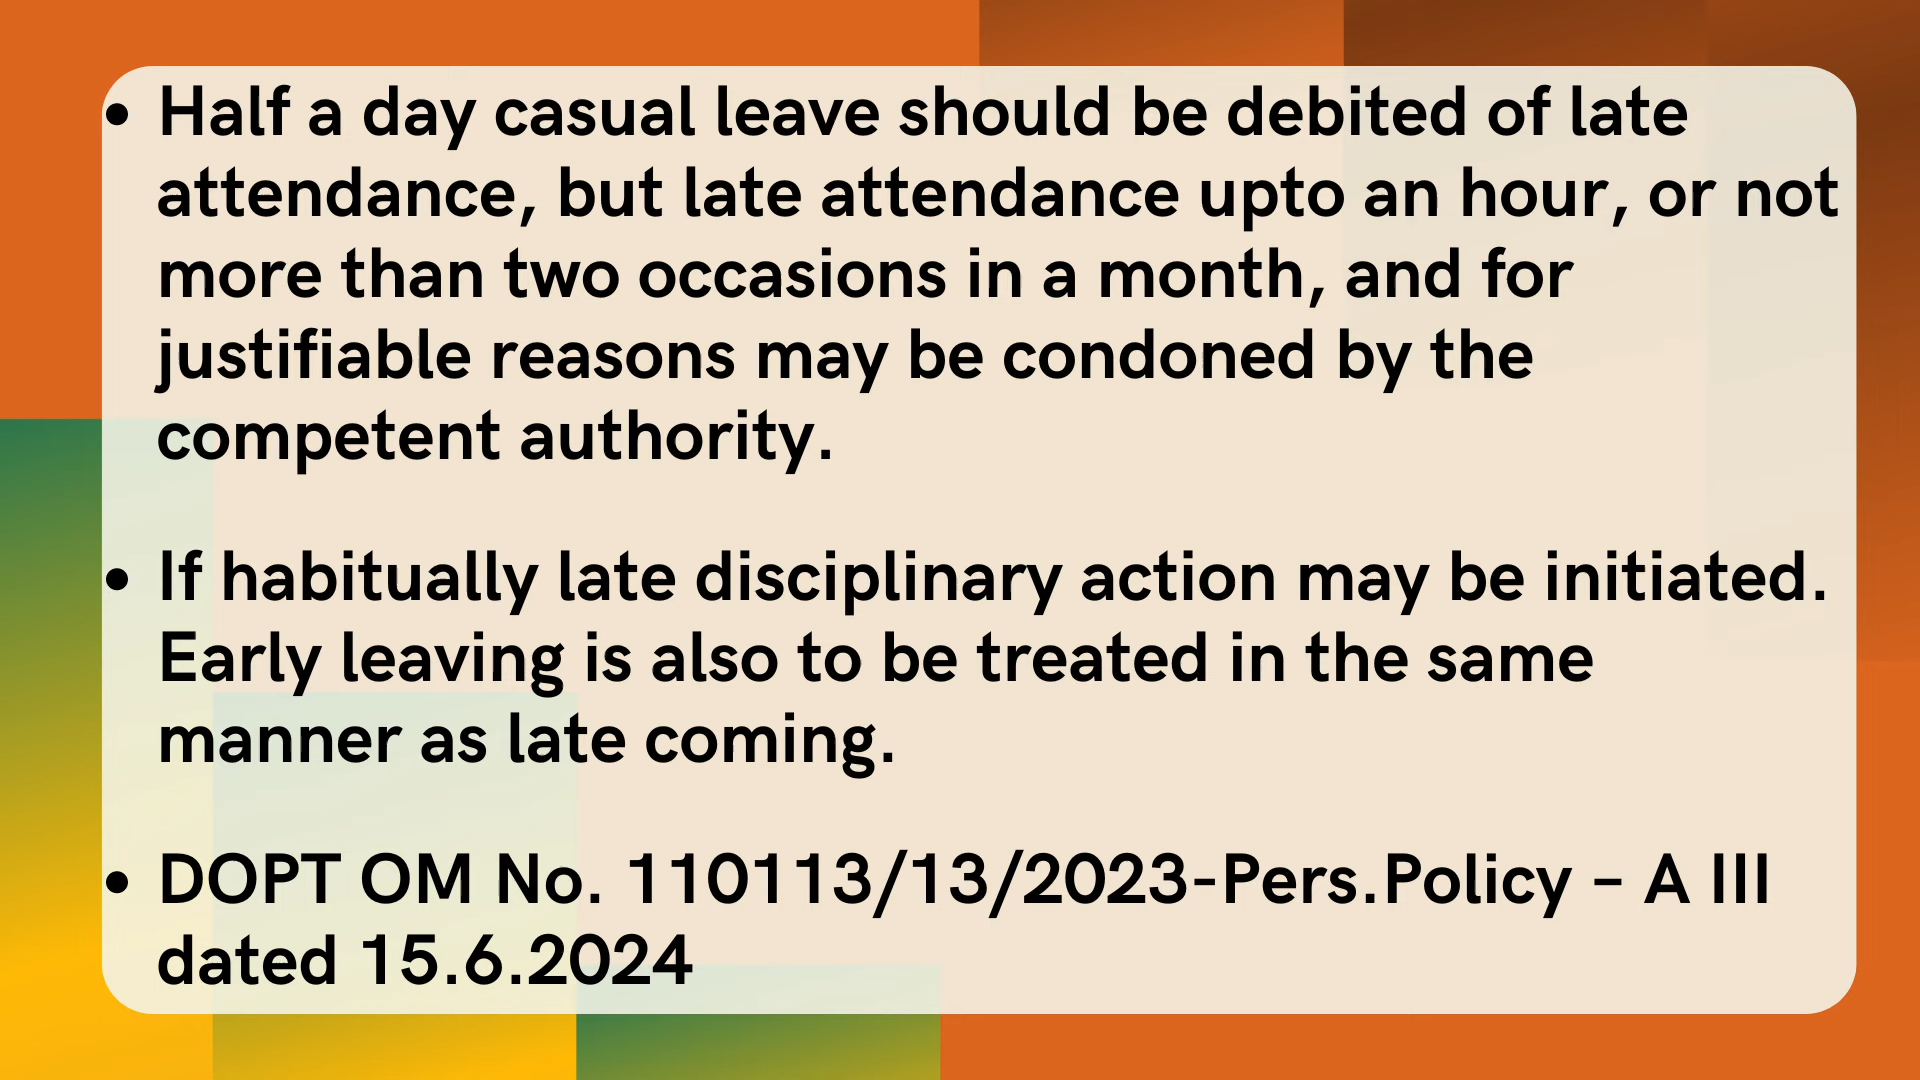 • Half a day casual leave should be debited of late
attendance, but late attendance upto an hour, or not
more than two occasions in a month, and for
justifiable reasons may be condoned by the
competent authority.
• If habitually late disciplinary action may be initiated.
Early leaving is also to be treated in the same
manner as late coming.
• DOPT OM No. 110113/13/2023-Pers.Policy – A III
dated 15.6.2024